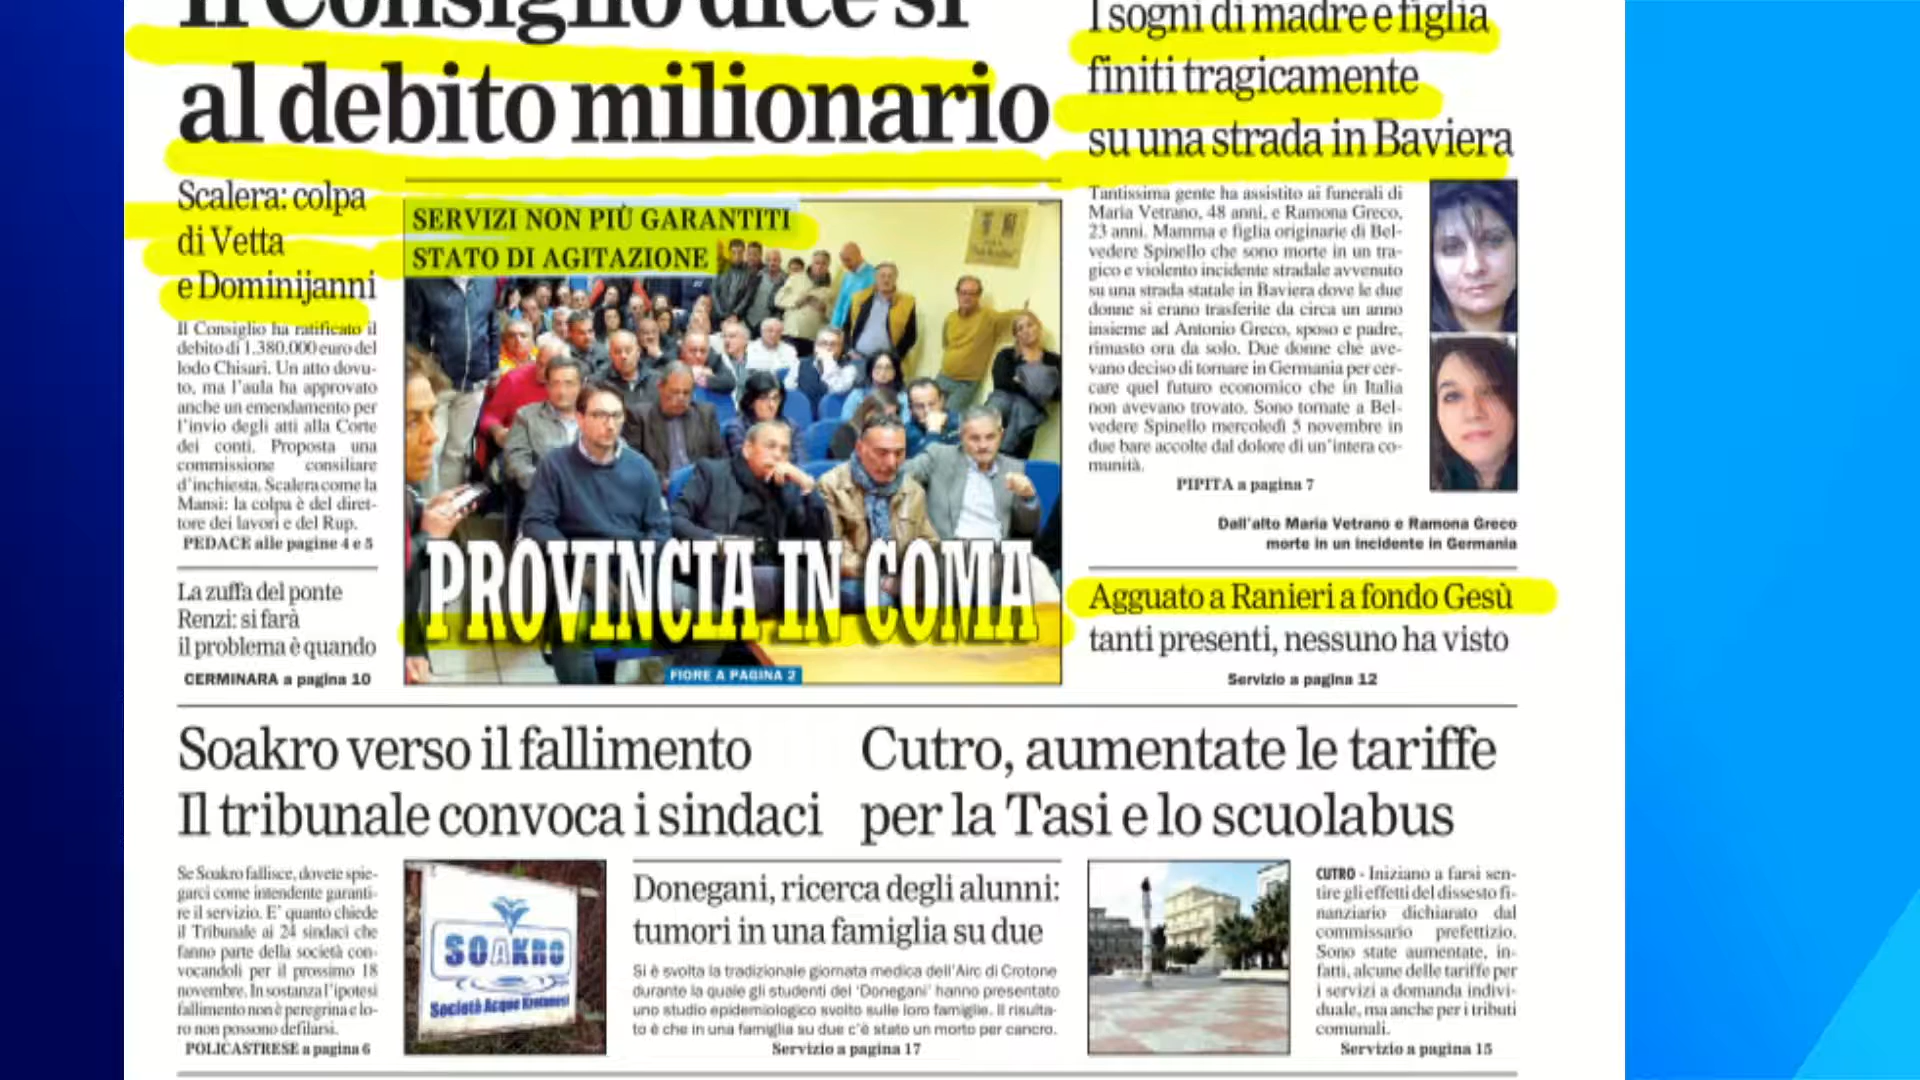 Il Consiglio dice sì
al debito milionario
Scalera: colpa
di Vetta
e Dominijanni
Il Consiglio ha ratificato il
debito di 1.380.000 euro del
lodo Chisari. Un atto dovu-
to, ma l'aula ha approvato
anche un emendamento per
l'invio degli atti alla Corte
dei conti. Proposta una
commissione consiliare
d'inchiesta. Scalera come la
Mansi: la colpa è del diret-
tore dei lavori e del Rup.
PEDACE alle pagine 4 e 5
La zuffa del ponte
Renzi: si farà
il problema è quando
CERMINARA a pagina 10
SERVIZI NON PIÙ GARANTITI
STATO DI AGITAZIONE
PROVINCIA IN COMA
FIORE A PAGINA 2
I sogni di madre e figlia
finiti tragicamente
su una strada in Baviera
Tantissima gente ha assistito ai funerali di
Maria Vetrano, 48 anni, e Ramona Greco,
23 anni. Mamma e figlia originarie di Bel-
vedere Spinello che sono morte in un tra-
gico e violento incidente stradale avvenuto
su una strada statale in Baviera dove le due
donne si erano trasferite da circa un anno
insieme ad Antonio Greco, sposo e padre,
rimasto ora da solo. Due donne che ave-
vano deciso di tornare in Germania per cer-
care quel futuro economico che in Italia
non avevano trovato. Sono tornate a Bel-
vedere Spinello mercoledì 5 novembre in
due bare accolte dal dolore di un'intera co-
munità.
PIPITA a pagina 7
Dall'alto Maria Vetrano e Ramona Greco
morte in un incidente in Germania
Agguato a Ranieri a fondo Gesù
tanti presenti, nessuno ha visto
Servizio a pagina 12
Soakro verso il fallimento
Il tribunale convoca i sindaci
Se Soakro fallisce, dovete spie-
garci come intendente garanti-
re il servizio. E' quanto chiede
il Tribunale ai 24 sindaci che
fanno parte della società con-
vocandoli per il prossimo 18
novembre. In sostanza l'ipotesi
fallimento non è peregrina e lo-
ro non possono defilarsi.
POLICASTRESE a pagina 6
SOAKRO
Società Acque Krotonesi
Donegani, ricerca degli alunni:
tumori in una famiglia su due
Si è svolta la tradizionale giornata medica dell'Airc di Crotone
durante la quale gli studenti del 'Donegani' hanno presentato
uno studio epidemiologico svolto sulle loro famiglie. Il risulta-
to è che in una famiglia su due c'è stato un morto per cancro.
Servizio a pagina 17
Cutro, aumentate le tariffe
per la Tasi e lo scuolabus
CUTRO - Iniziano a farsi sen-
tire gli effetti del dissesto fi-
nanziario dichiarato dal
commissario prefettizio.
Sono state aumentate, in-
fatti, alcune delle tariffe per
i servizi a domanda indivi-
duale, ma anche per i tributi
comunali.
Servizio a pagina 15